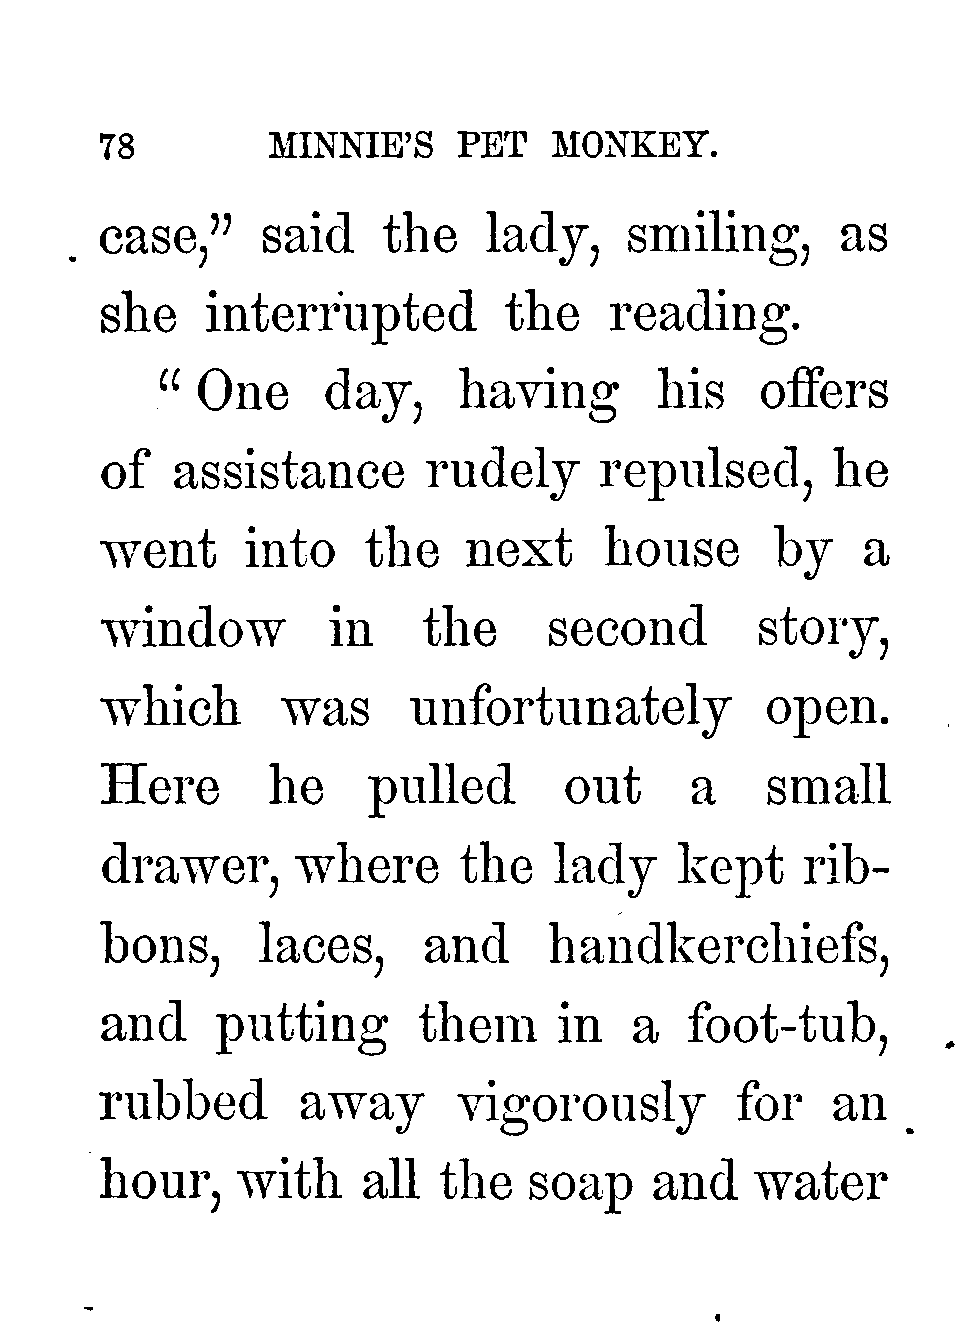 78 MINNIE'S PET MONKEY.
case,” said the lady, smiling, as
she interrupted the reading.
“ One day, having his offers
of assistance rudely repulsed, he
went into the next house by a
window in the second story,
which was unfortunately open.
Here he pulled out a small
drawer, where the lady kept rib-
bons, laces, and handkerchiefs,
and putting them in a foot-tub,
rubbed away vigorously for an
hour, with all the soap and water